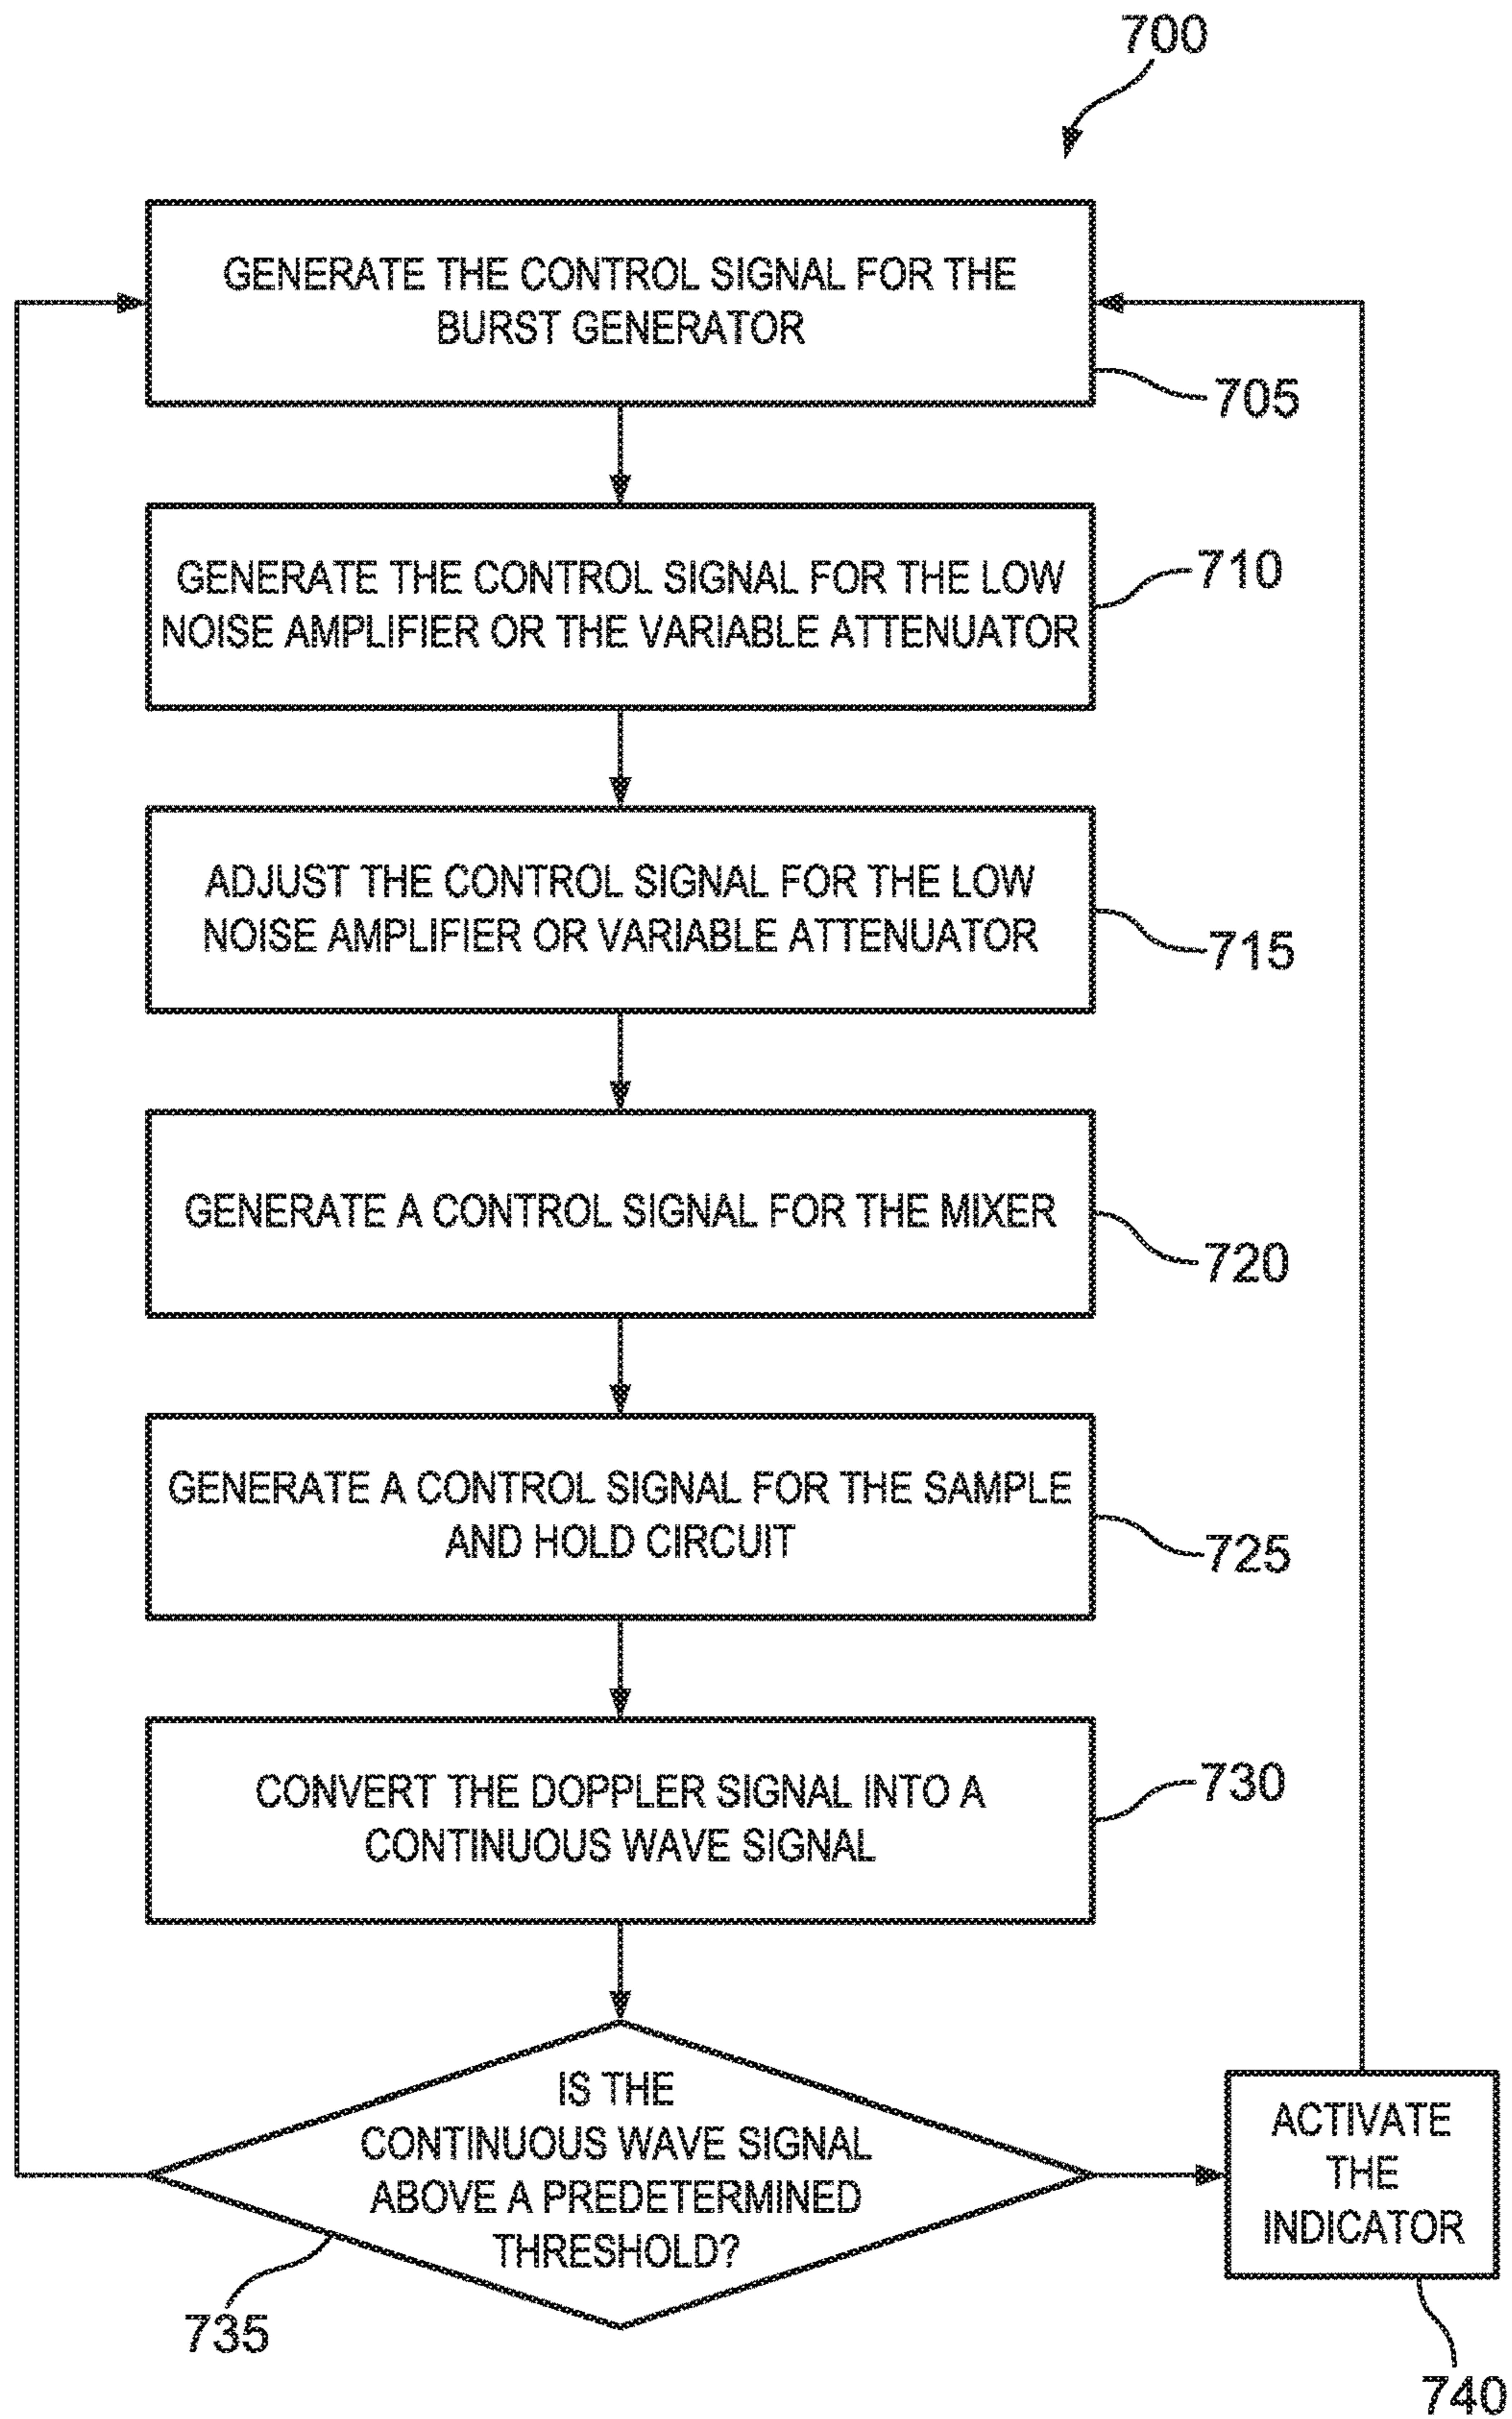 700
GENERATE THE CONTROL SIGNAL FOR THE
BURST GENERATOR
705
GENERATE THE CONTROL SIGNAL FOR THE LOW
NOISE AMPLIFIER OR THE VARIABLE ATTENUATOR
710
ADJUST THE CONTROL SIGNAL FOR THE LOW
NOISE AMPLIFIER OR VARIABLE ATTENUATOR
715
GENERATE A CONTROL SIGNAL FOR THE MIXER
720
GENERATE A CONTROL SIGNAL FOR THE SAMPLE
AND HOLD CIRCUIT
725
CONVERT THE DOPPLER SIGNAL INTO A
CONTINUOUS WAVE SIGNAL
730
IS THE
CONTINUOUS WAVE SIGNAL
ABOVE A PREDETERMINED
THRESHOLD?
735
ACTIVATE
THE
INDICATOR
740